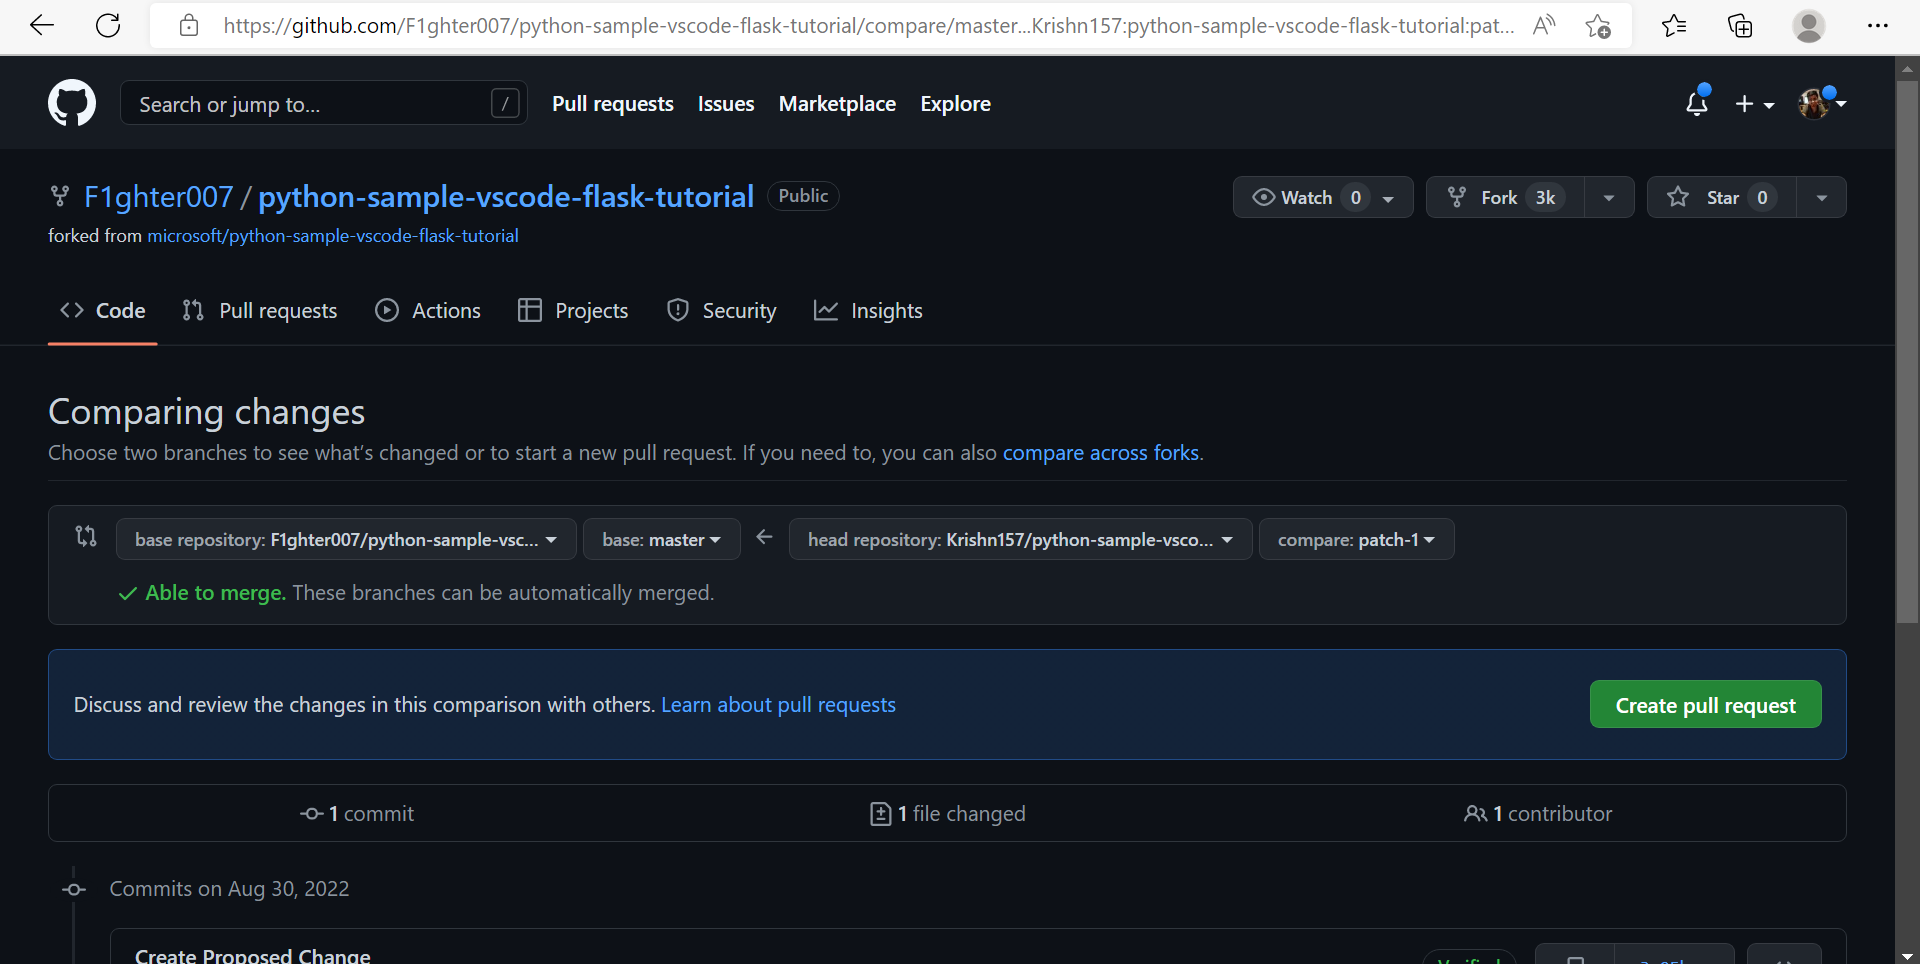 https://github.com/F1ghter007/python-sample-vscode-flask-tutorial/compare/master...Krishn157:python-sample-vscode-flask-tutorial:pat...
Search or jump to... / Pull requests Issues Marketplace Explore
F1ghter007 / python-sample-vscode-flask-tutorial Public
Watch 0 Fork 3k Star 0
forked from microsoft/python-sample-vscode-flask-tutorial
Code Pull requests Actions Projects Security Insights
Comparing changes
Choose two branches to see what’s changed or to start a new pull request. If you need to, you can also compare across forks.
base repository: F1ghter007/python-sample-vsc... base: master ← head repository: Krishn157/python-sample-vsco... compare: patch-1
Able to merge. These branches can be automatically merged.
Discuss and review the changes in this comparison with others. Learn about pull requests
Create pull request
1 commit 1 file changed 1 contributor
Commits on Aug 30, 2022
Create Proposed Change
Verified